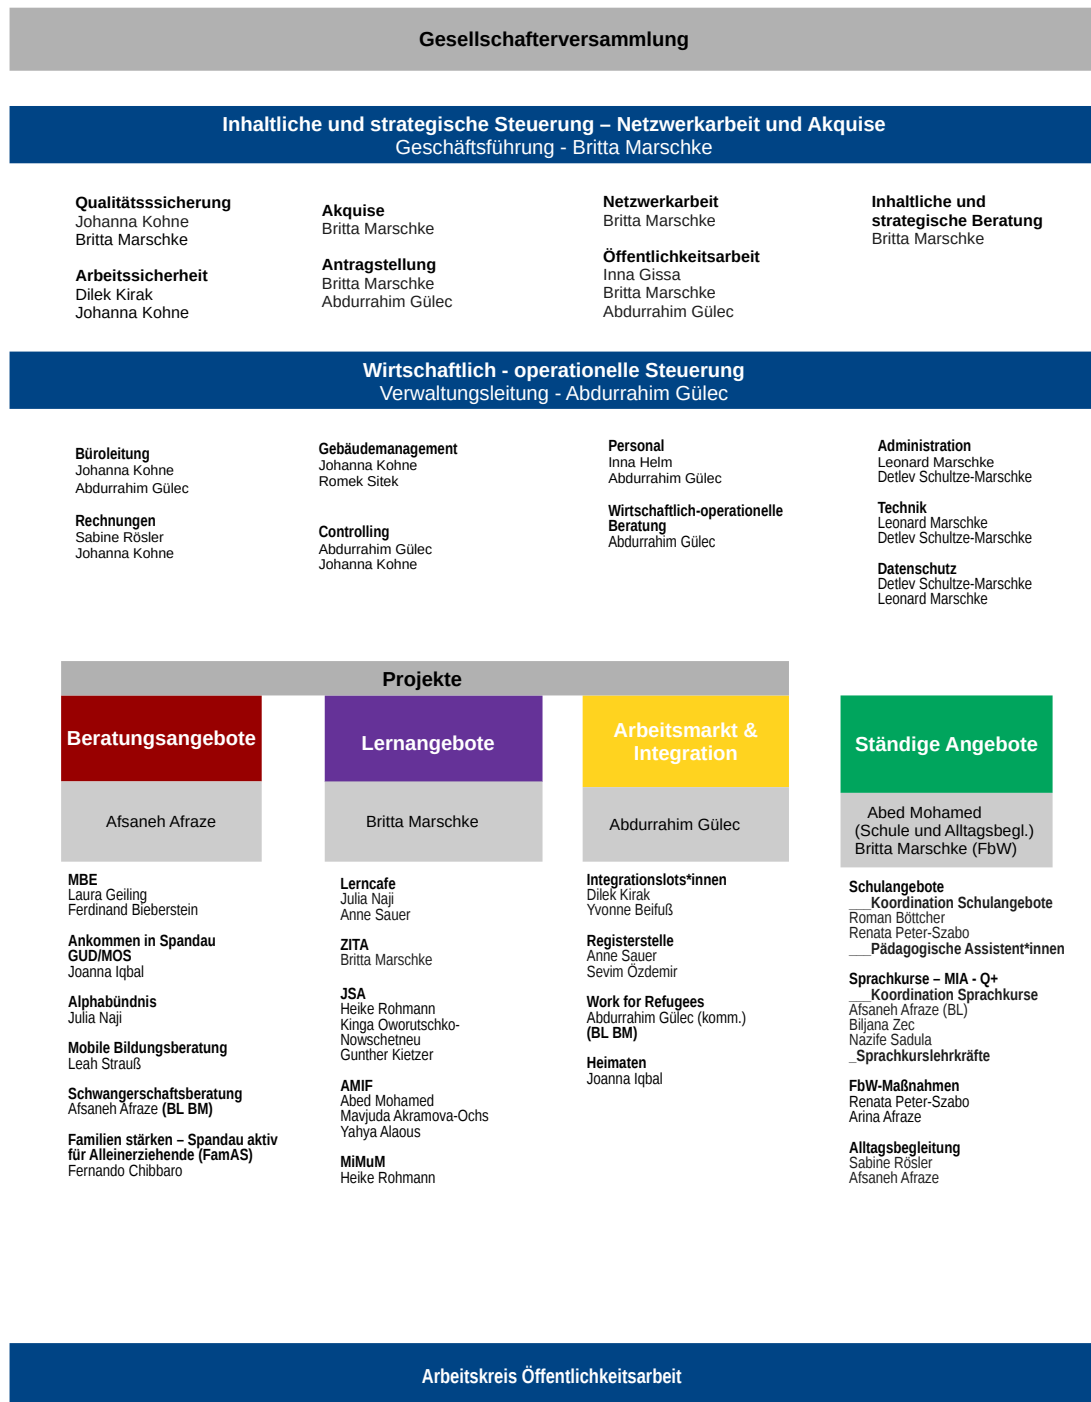 Gesellschafterversammlung
Inhaltliche und strategische Steuerung – Netzwerkarbeit und Akquise
Geschäftsführung - Britta Marschke
Qualitätsssicherung
Johanna Kohne
Britta Marschke
Arbeitssicherheit
Dilek Kirak
Johanna Kohne
Akquise
Britta Marschke
Antragstellung
Britta Marschke
Abdurrahim Gülec
Netzwerkarbeit
Britta Marschke
Öffentlichkeitsarbeit
Inna Gissa
Britta Marschke
Abdurrahim Gülec
Inhaltliche und
strategische Beratung
Britta Marschke
Wirtschaftlich - operationelle Steuerung
Verwaltungsleitung - Abdurrahim Gülec
Büroleitung
Johanna Kohne
Abdurrahim Gülec
Rechnungen
Sabine Rösler
Johanna Kohne
Gebäudemanagement
Johanna Kohne
Romek Sitek
Controlling
Abdurrahim Gülec
Johanna Kohne
Personal
Inna Helm
Abdurrahim Gülec
Wirtschaftlich-operationelle
Beratung
Abdurrahim Gülec
Administration
Leonard Marschke
Detlev Schultze-Marschke
Technik
Leonard Marschke
Detlev Schultze-Marschke
Datenschutz
Detlev Schultze-Marschke
Leonard Marschke
Projekte
Beratungsangebote
Afsaneh Afraze
MBE
Laura Geiling
Ferdinand Bieberstein
Ankommen in Spandau
GUD/MOS
Joanna Iqbal
Alphabündnis
Julia Naji
Mobile Bildungsberatung
Leah Strauß
Schwangerschaftsberatung
Afsaneh Afraze (BL BM)
Familien stärken – Spandau aktiv
für Alleinerziehende (FamAS)
Fernando Chibbaro
Lernangebote
Britta Marschke
Lerncafe
Julia Naji
Anne Sauer
ZITA
Britta Marschke
JSA
Heike Rohmann
Kinga Oworutschko-
Nowschetneu
Gunther Kietzer
AMIF
Abed Mohamed
Mavjuda Akramova-Ochs
Yahya Alaous
MiMuM
Heike Rohmann
Arbeitsmarkt &
Integration
Abdurrahim Gülec
Integrationslots*innen
Dilek Kirak
Yvonne Beifuß
Registerstelle
Anne Sauer
Sevim Özdemir
Work for Refugees
Abdurrahim Gülec (komm.)
(BL BM)
Heimaten
Joanna Iqbal
Ständige Angebote
Abed Mohamed
(Schule und Alltagsbegl.)
Britta Marschke (FbW)
Schulangebote
___Koordination Schulangebote
Roman Böttcher
Renata Peter-Szabo
___Pädagogische Assistent*innen
Sprachkurse – MIA - Q+
___Koordination Sprachkurse
Afsaneh Afraze (BL)
Biljana Zec
Nazife Sadula
_Sprachkurslehrkräfte
FbW-Maßnahmen
Renata Peter-Szabo
Arina Afraze
Alltagsbegleitung
Sabine Rösler
Afsaneh Afraze
Arbeitskreis Öffentlichkeitsarbeit